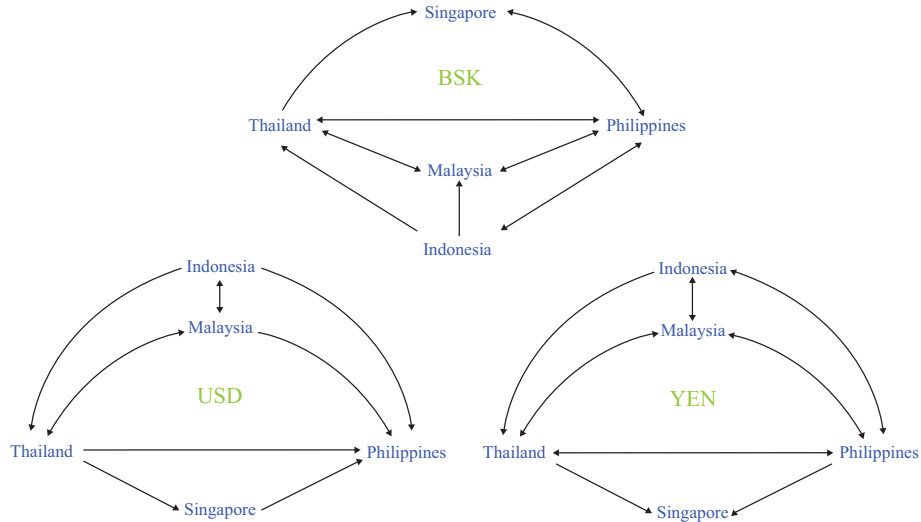 Singapore
BSK
Thailand
Philippines
Malaysia
Indonesia
Indonesia
Malaysia
USD
Thailand
Philippines
Singapore
Indonesia
Malaysia
YEN
Thailand
Philippines
Singapore